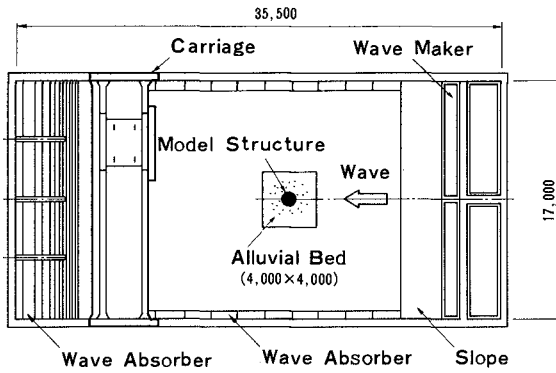 35,500
Carriage
Wave Maker
Model Structure
Wave
17,000
Alluvial Bed
(4,000×4,000)
Wave Absorber
Wave Absorber
Slope